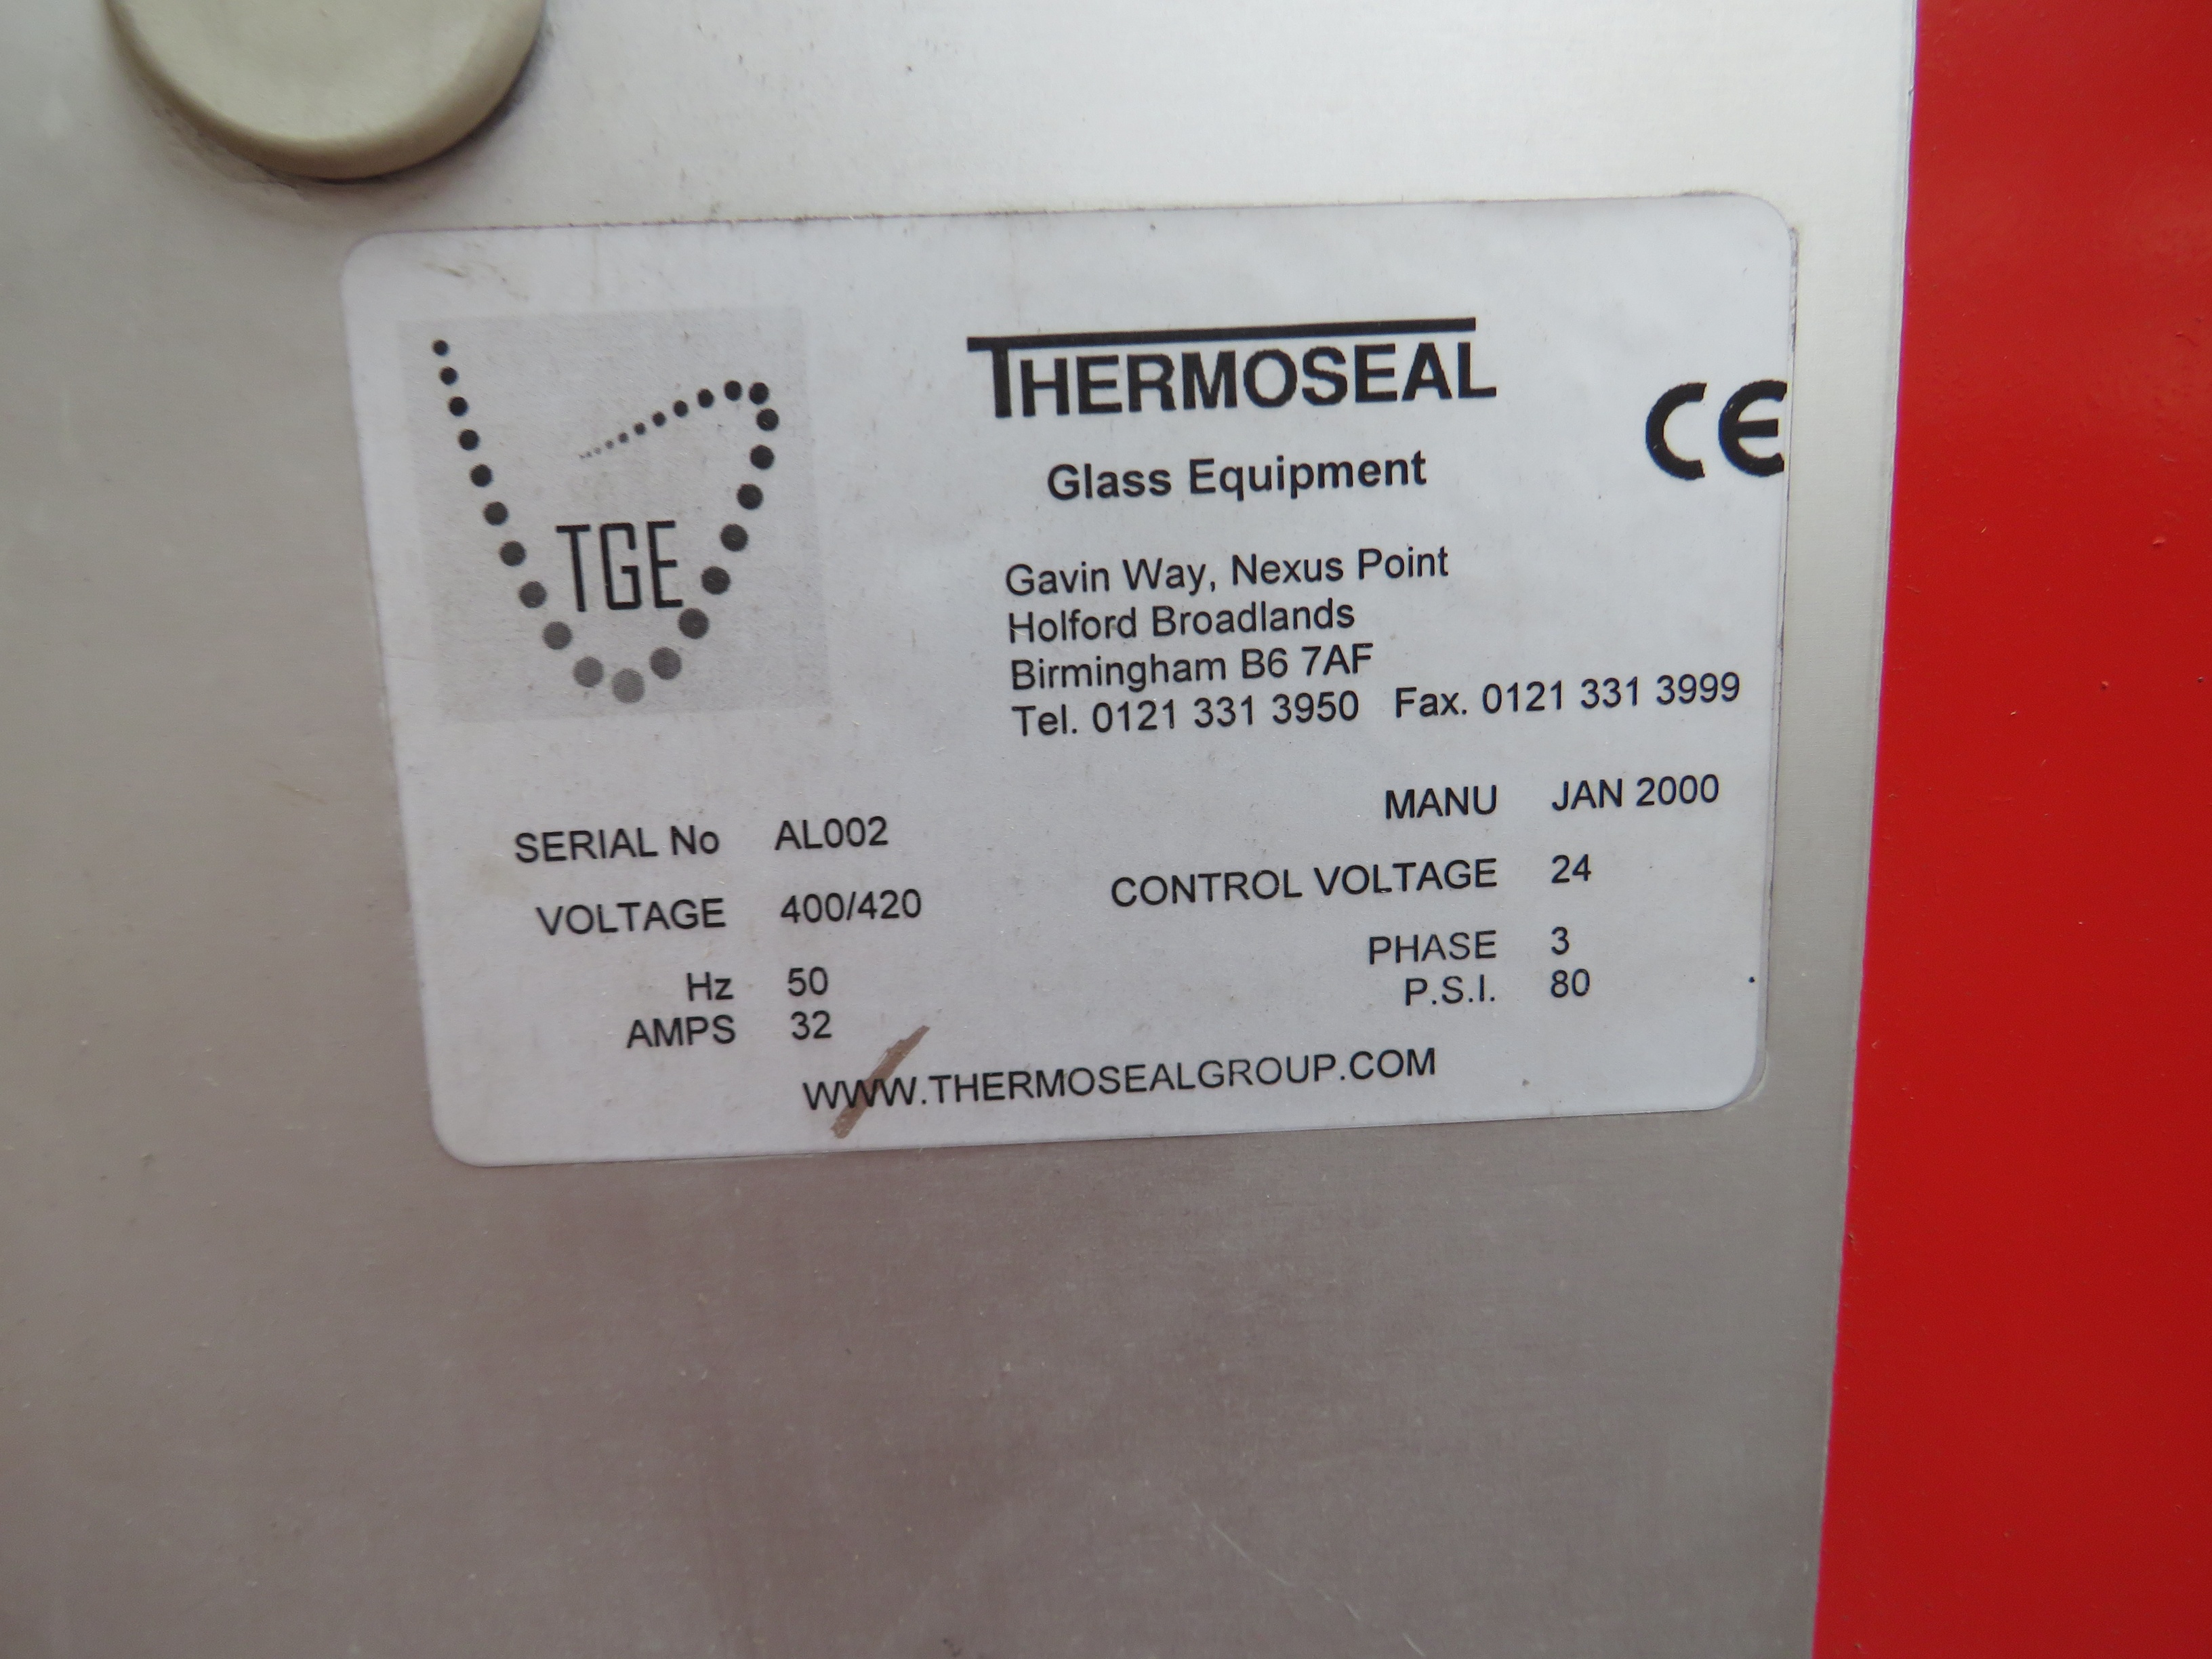 TGE
THERMOSEAL
CE
Glass Equipment
Gavin Way, Nexus Point
Holford Broadlands
Birmingham B6 7AF
Tel. 0121 331 3950 Fax. 0121 331 3999
SERIAL No AL002 MANU JAN 2000
VOLTAGE 400/420 CONTROL VOLTAGE 24
Hz 50 PHASE 3
AMPS 32 P.S.I. 80
WWW.THERMOSEALGROUP.COM